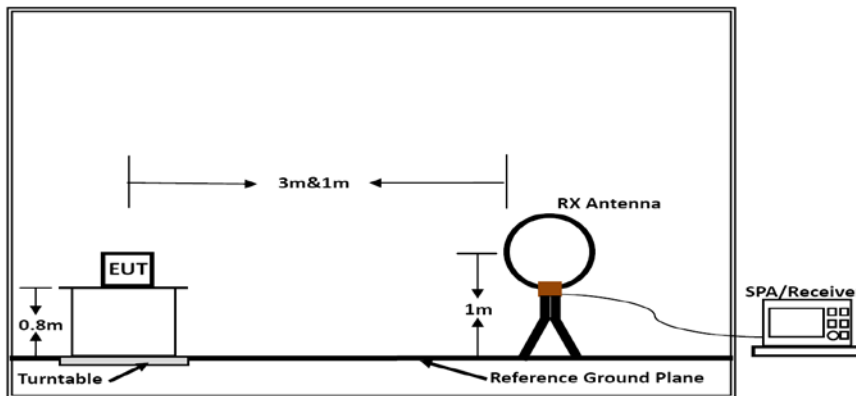 3m&1m
RX Antenna
EUT
SPA/Receive
0.8m
1m
Turntable
Reference Ground Plane